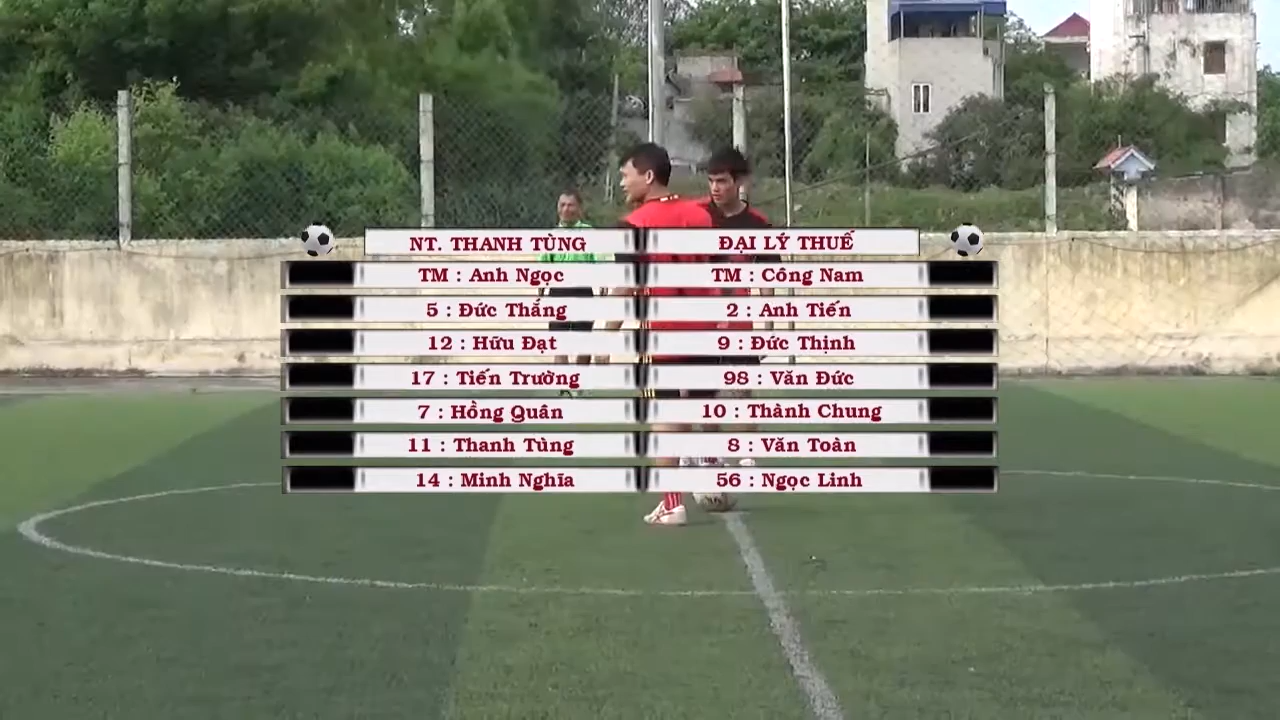 NT. THANH TÙNG ĐẠI LÝ THUẾ
TM : Anh Ngọc TM : Công Nam
5 : Đức Thắng 2 : Anh Tiến
12 : Hữu Đạt 9 : Đức Thịnh
17 : Tiến Trường 98 : Văn Đức
7 : Hồng Quân 10 : Thành Chung
11 : Thanh Tùng 8 : Văn Toàn
14 : Minh Nghĩa 56 : Ngọc Linh